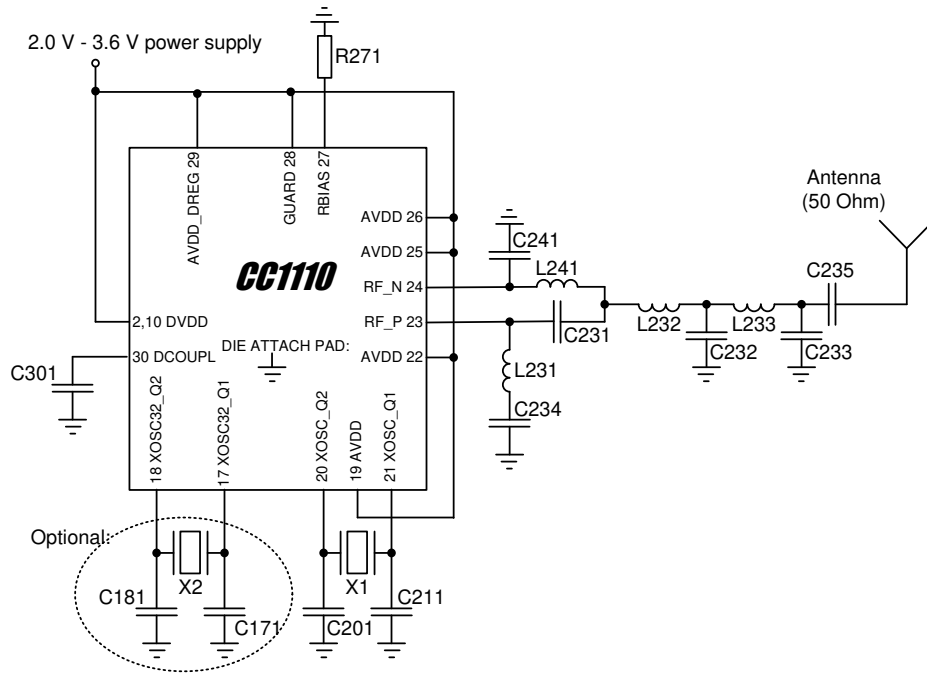 2.0 V - 3.6 V power supply
R271
AVDD_DREG 29
GUARD 28
RBIAS 27
Antenna
(50 Ohm)
AVDD 26
C241
AVDD 25
L241
C235
CC1110
RF_N 24
2,10 DVDD
RF_P 23
C231
L232
L233
DIE ATTACH PAD:
C232
C233
30 DCOUPL
AVDD 22
L231
C301
C234
18 XOSC32_Q2
17 XOSC32_Q1
20 XOSC_Q2
19 AVDD
21 XOSC_Q1
Optional:
X2
X1
C181
C171
C201
C211